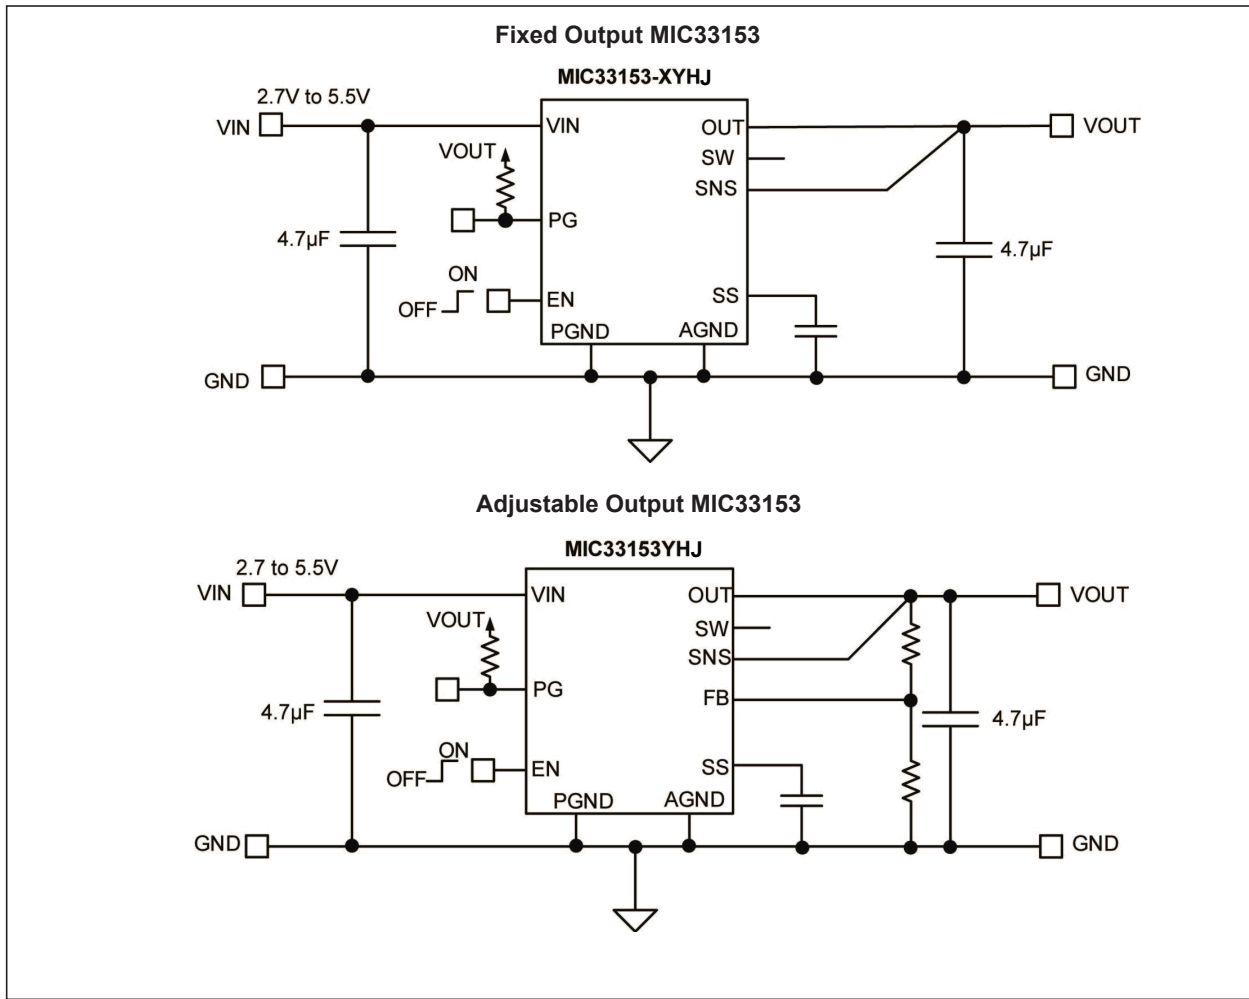 Fixed Output MIC33153
MIC33153-XYHJ
2.7V to 5.5V
VIN
VIN
OUT
VOUT
VOUT
SW
SNS
PG
4.7µF
4.7µF
ON
OFF
EN
SS
PGND
AGND
GND
GND
Adjustable Output MIC33153
MIC33153YHJ
2.7 to 5.5V
VIN
VIN
OUT
VOUT
VOUT
SW
SNS
PG
FB
4.7µF
4.7µF
ON
OFF
EN
SS
PGND
AGND
GND
GND